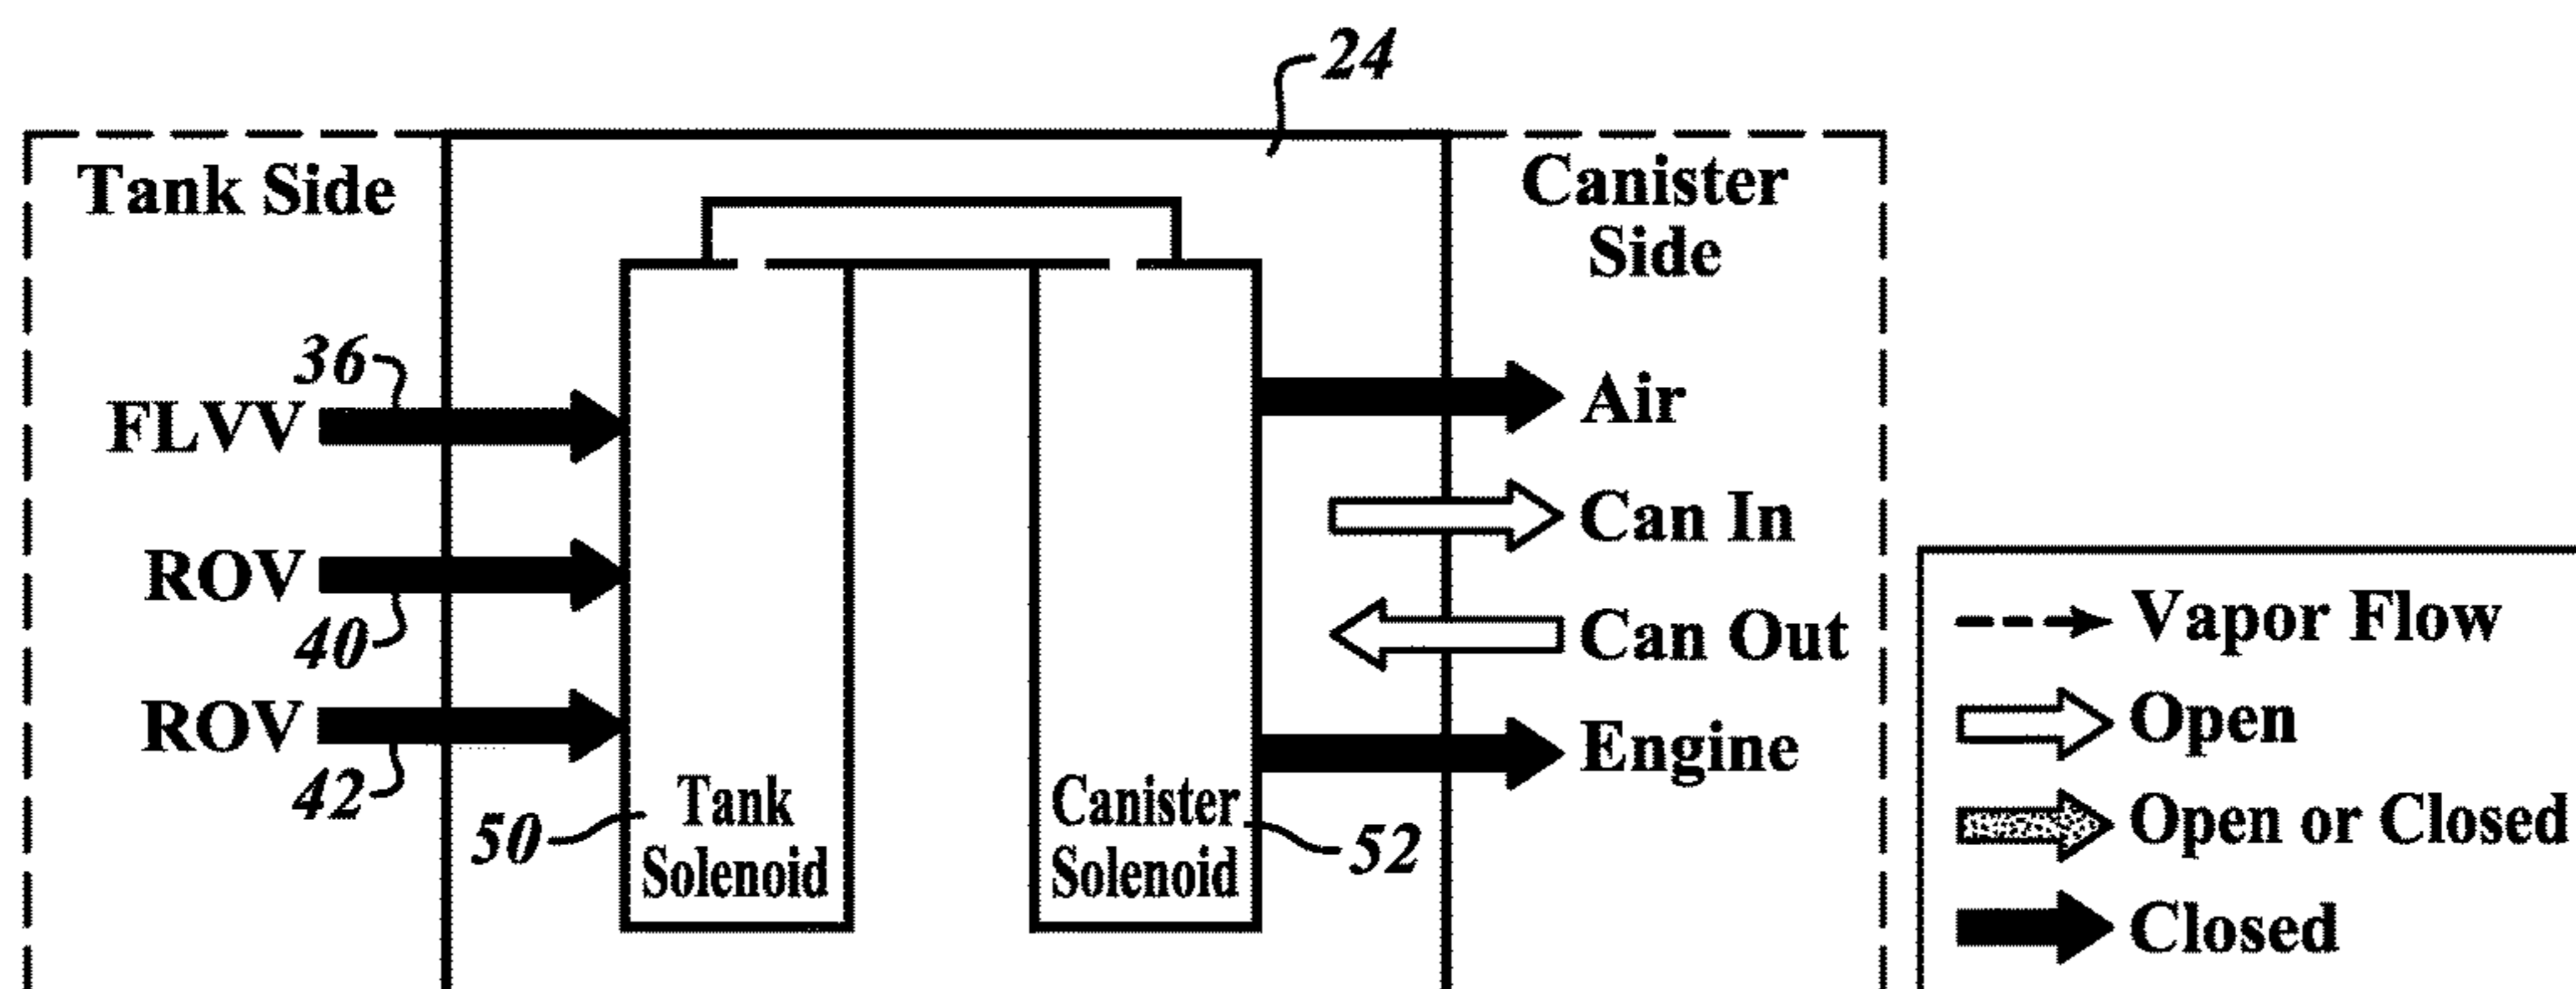 24
Tank Side
Canister
Side
36
FLVV
Air
Can In
ROV
40
Can Out
ROV
42
Engine
50
Tank
Solenoid
Canister
Solenoid
52
Vapor Flow
Open
Open or Closed
Closed